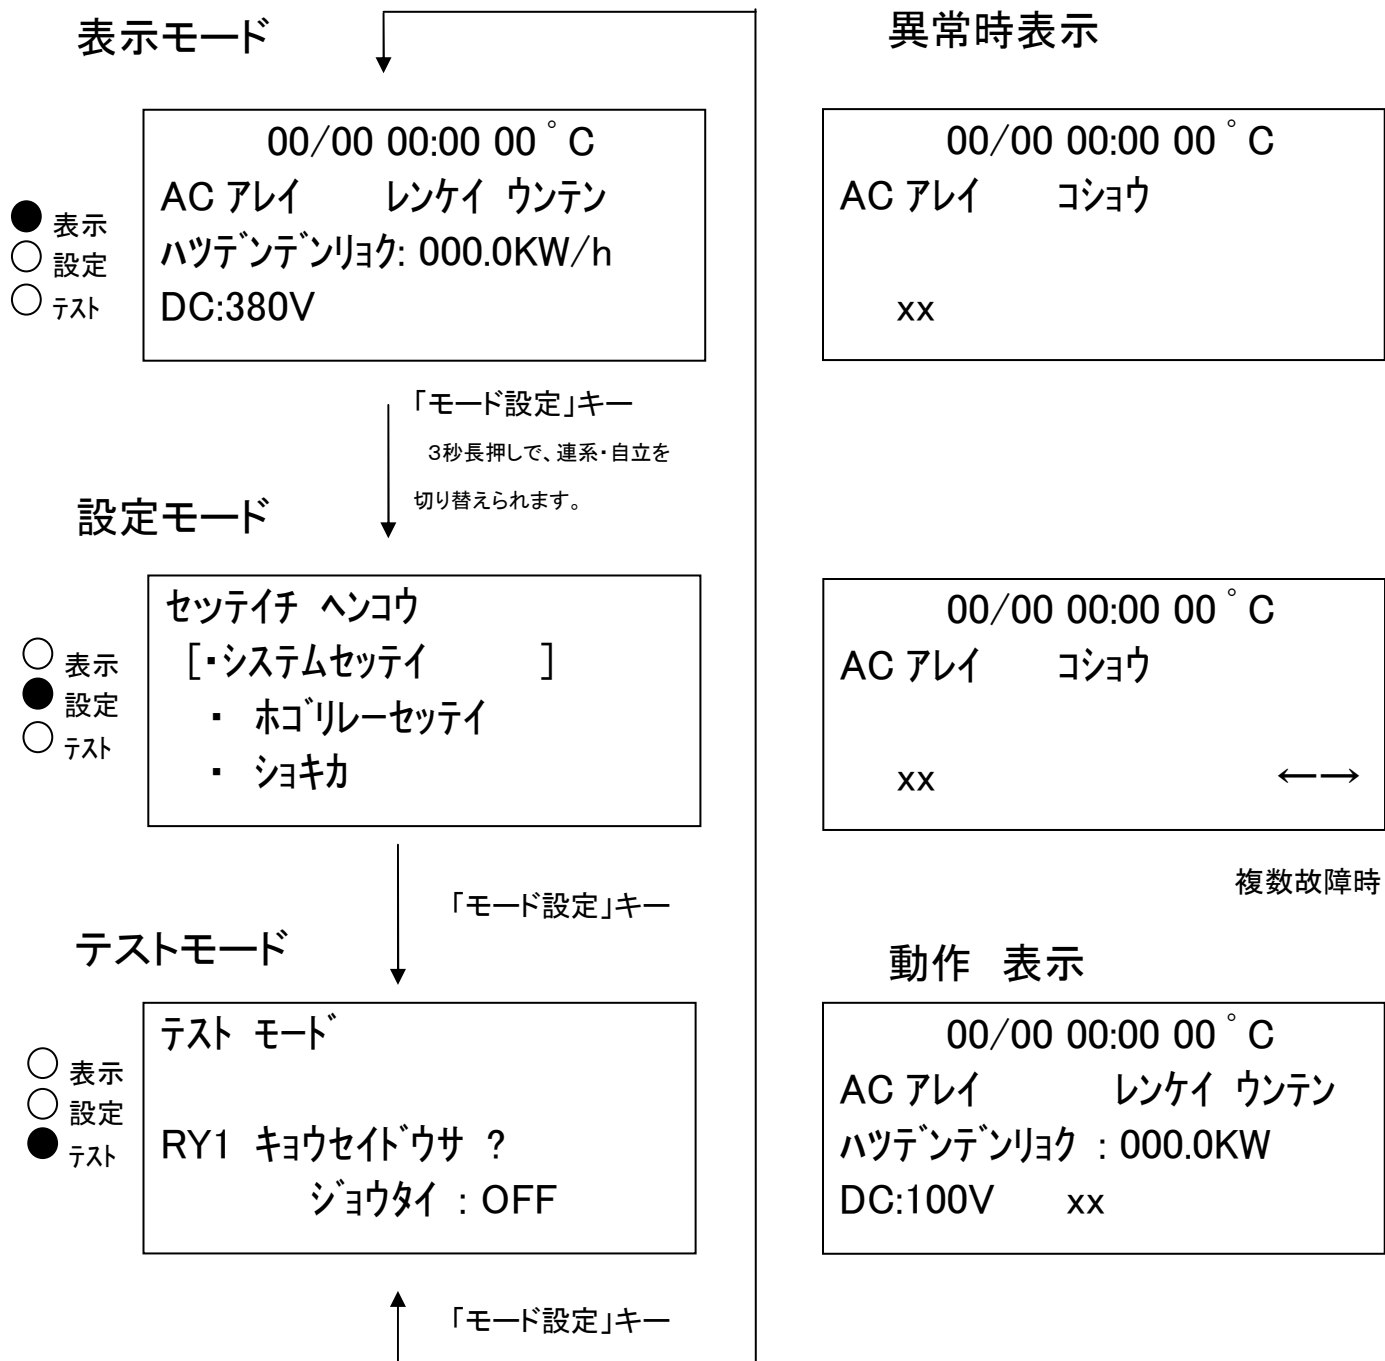 表示モード
00/00 00:00 00 ﾟC
AC ｱﾚｲ ﾚﾝｹｲ ｳﾝﾃﾝ
ﾊﾂﾃﾞﾝﾃﾞﾝﾘｮｸ: 000.0KW/h
DC:380V
● 表示
○ 設定
○ ﾃｽﾄ
「モード設定」キー
3秒長押しで、連系・自立を
切り替えられます。
設定モード
ｾｯﾃｲﾁ ﾍﾝｺｳ
[・ｼｽﾃﾑｾｯﾃｲ ]
・ ﾎｺﾞﾘﾚｰｾｯﾃｲ
・ ｼｮｷｶ
○ 表示
● 設定
○ ﾃｽﾄ
「モード設定」キー
テストモード
ﾃｽﾄ ﾓｰﾄﾞ
RY1 ｷｮｳｾｲﾄﾞｳｻ ?
ｼﾞｮｳﾀｲ : OFF
○ 表示
○ 設定
● ﾃｽﾄ
「モード設定」キー
異常時表示
00/00 00:00 00 ﾟC
AC ｱﾚｲ ｺｼｮｳ
xx
00/00 00:00 00 ﾟC
AC ｱﾚｲ ｺｼｮｳ
xx ←→
複数故障時
動作 表示
00/00 00:00 00 ﾟC
AC ｱﾚｲ ﾚﾝｹｲ ｳﾝﾃﾝ
ﾊﾂﾃﾞﾝﾃﾞﾝﾘｮｸ : 000.0KW
DC:100V xx